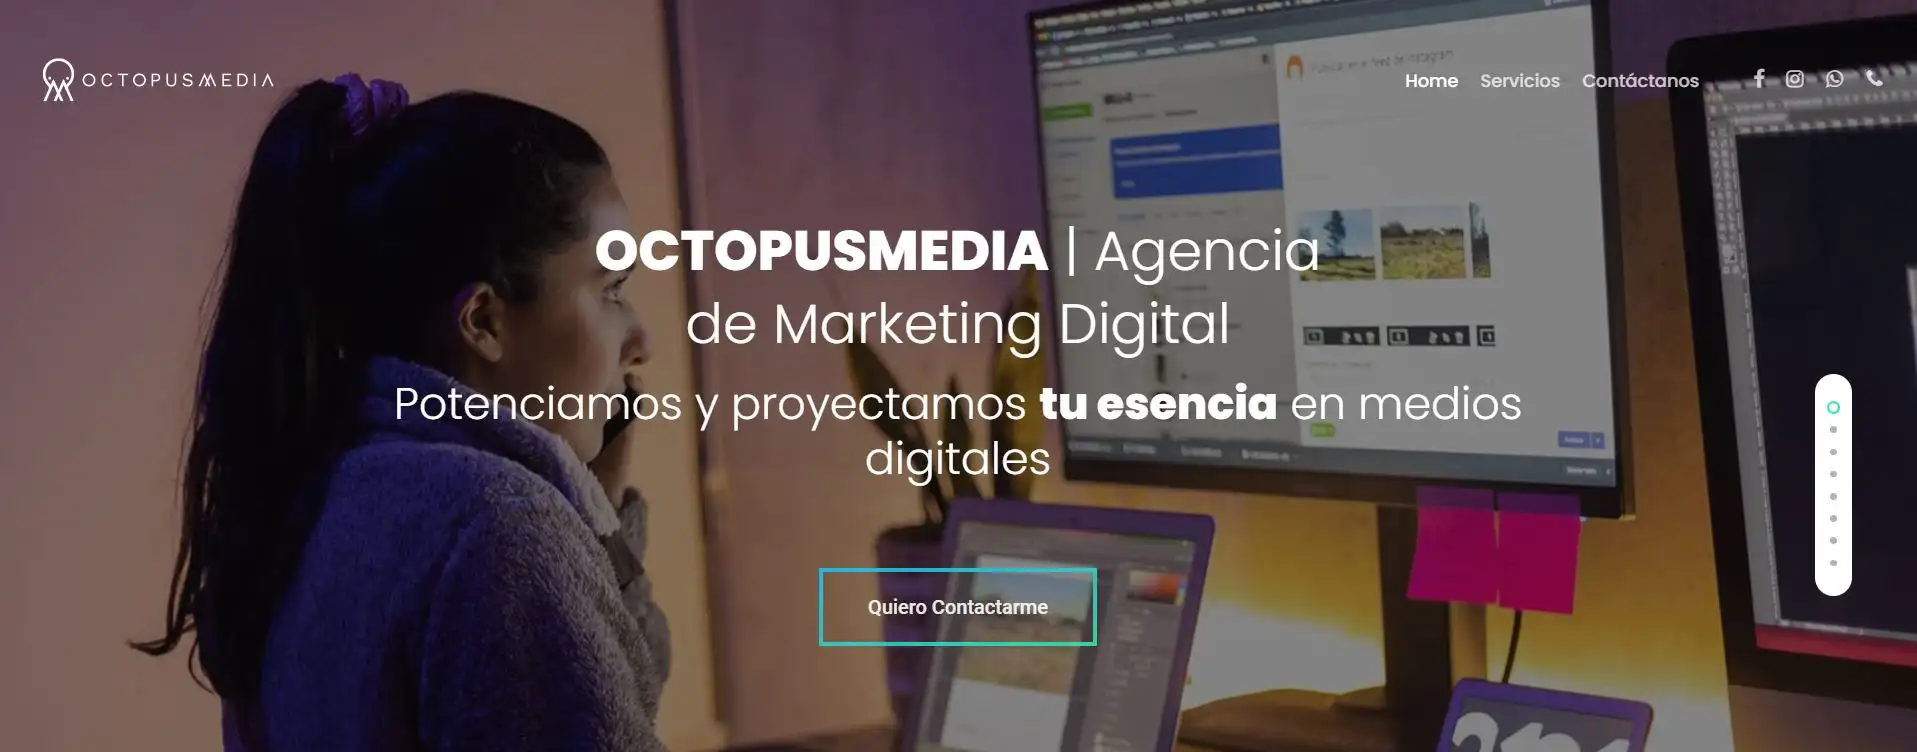 OCTOPUSMEDIA
Home Servicios Contáctanos
OCTOPUSMEDIA | Agencia
de Marketing Digital
Potenciamos y proyectamos tu esencia en medios
digitales
Quiero Contactarme